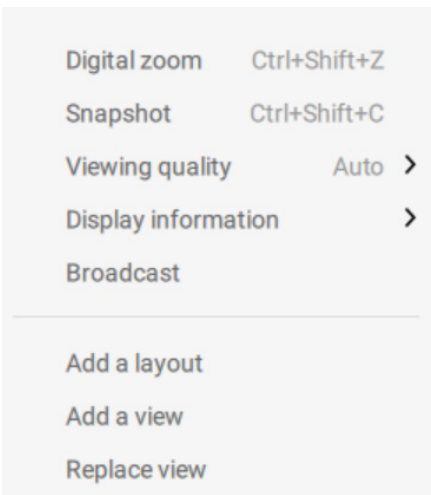 Digital zoom Ctrl+Shift+Z
Snapshot Ctrl+Shift+C
Viewing quality Auto
Display information
Broadcast
Add a layout
Add a view
Replace view